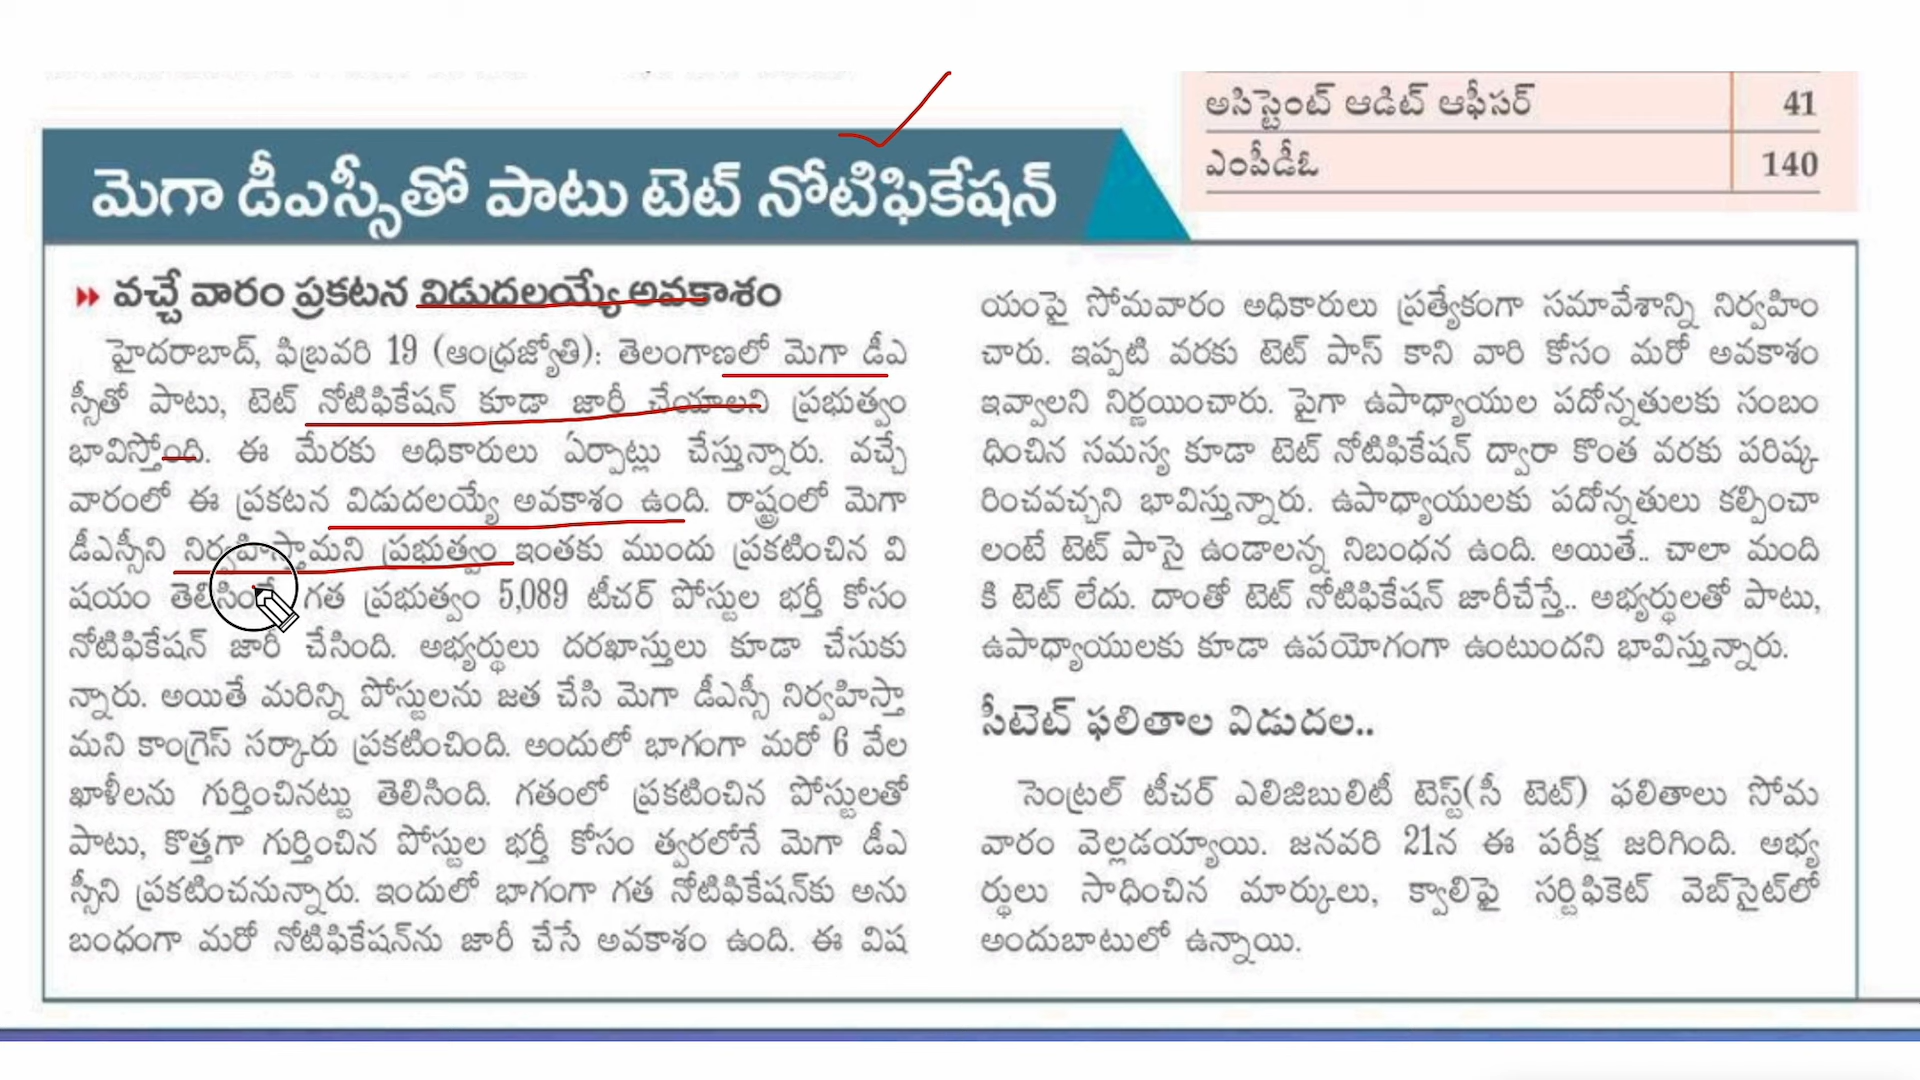 అసిస్టెంట్ ఆడిట్ ఆఫీసర్ 41
ఎంపీడీఓ 140
మెగా డీఎస్సీతో పాటు టెట్ నోటిఫికేషన్
వచ్చే వారం ప్రకటన విడుదలయ్యే అవకాశం
హైదరాబాద్, ఫిబ్రవరి 19 (ఆంధ్రజ్యోతి): తెలంగాణలో మెగా డీఎ
స్సీతో పాటు, టెట్ నోటిఫికేషన్ కూడా జారీ చేయాలని ప్రభుత్వం
భావిస్తోంది. ఈ మేరకు అధికారులు ఏర్పాట్లు చేస్తున్నారు. వచ్చే
వారంలో ఈ ప్రకటన విడుదలయ్యే అవకాశం ఉంది. రాష్ట్రంలో మెగా
డీఎస్సీని నిర్వహిస్తామని ప్రభుత్వం ఇంతకు ముందు ప్రకటించిన వి
షయం తెలిసిందే గత ప్రభుత్వం 5,089 టీచర్ పోస్టుల భర్తీ కోసం
నోటిఫికేషన్ జారీ చేసింది. అభ్యర్థులు దరఖాస్తులు కూడా చేసుకు
న్నారు. అయితే మరిన్ని పోస్టులను జత చేసి మెగా డీఎస్సీ నిర్వహిస్తా
మని కాంగ్రెస్ సర్కారు ప్రకటించింది. అందులో భాగంగా మరో 6 వేల
ఖాళీలను గుర్తించినట్టు తెలిసింది. గతంలో ప్రకటించిన పోస్టులతో
పాటు, కొత్తగా గుర్తించిన పోస్టుల భర్తీ కోసం త్వరలోనే మెగా డీఎ
స్సీని ప్రకటించనున్నారు. ఇందులో భాగంగా గత నోటిఫికేషన్‌కు అను
బంధంగా మరో నోటిఫికేషన్‌ను జారీ చేసే అవకాశం ఉంది. ఈ విష
యంపై సోమవారం అధికారులు ప్రత్యేకంగా సమావేశాన్ని నిర్వహిం
చారు. ఇప్పటి వరకు టెట్ పాస్ కాని వారి కోసం మరో అవకాశం
ఇవ్వాలని నిర్ణయించారు. పైగా ఉపాధ్యాయుల పదోన్నతులకు సంబం
ధించిన సమస్య కూడా టెట్ నోటిఫికేషన్ ద్వారా కొంత వరకు పరిష్క
రించవచ్చని భావిస్తున్నారు. ఉపాధ్యాయులకు పదోన్నతులు కల్పించా
లంటే టెట్ పాసై ఉండాలన్న నిబంధన ఉంది. అయితే.. చాలా మంది
కి టెట్ లేదు. దాంతో టెట్ నోటిఫికేషన్ జారీచేస్తే.. అభ్యర్థులతో పాటు,
ఉపాధ్యాయులకు కూడా ఉపయోగంగా ఉంటుందని భావిస్తున్నారు.
సీటెట్ ఫలితాల విడుదల..
సెంట్రల్ టీచర్ ఎలిజిబులిటీ టెస్ట్(సీ టెట్) ఫలితాలు సోమ
వారం వెల్లడయ్యాయి. జనవరి 21న ఈ పరీక్ష జరిగింది. అభ్య
ర్థులు సాధించిన మార్కులు, క్వాలిఫై సర్టిఫికెట్ వెబ్‌సైట్‌లో
అందుబాటులో ఉన్నాయి.